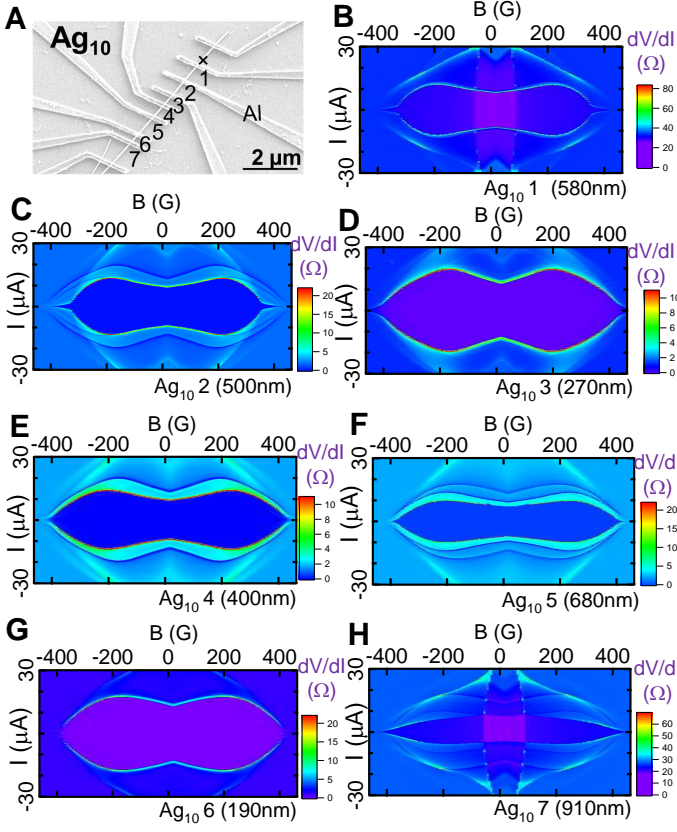 A
Ag10
1
2
3
4
5
6
7
Al
2 μm
B
B (G)
-400 -200 0 200 400
30
I (μA)
-30
dV/dI
(Ω)
80
60
40
20
0
Ag10 1 (580nm)
C
B (G)
-400 -200 0 200 400
30
I (μA)
-30
dV/dI
(Ω)
20
15
10
5
0
Ag10 2 (500nm)
D
B (G)
-400 -200 0 200 400
30
I (μA)
-30
dV/dI
(Ω)
10
8
6
4
2
0
Ag10 3 (270nm)
E
B (G)
-400 -200 0 200 400
30
I (μA)
-30
dV/dI
(Ω)
10
8
6
4
2
0
Ag10 4 (400nm)
F
B (G)
-400 -200 0 200 400
30
I (μA)
-30
dV/d
(Ω)
20
15
10
5
0
Ag10 5 (680nm)
G
B (G)
-400 -200 0 200 400
30
I (μA)
-30
dV/dI
(Ω)
20
15
10
5
0
Ag10 6 (190nm)
H
B (G)
-400 -200 0 200 400
30
I (μA)
-30
dV/d
(Ω)
60
50
40
30
20
10
0
Ag10 7 (910nm)